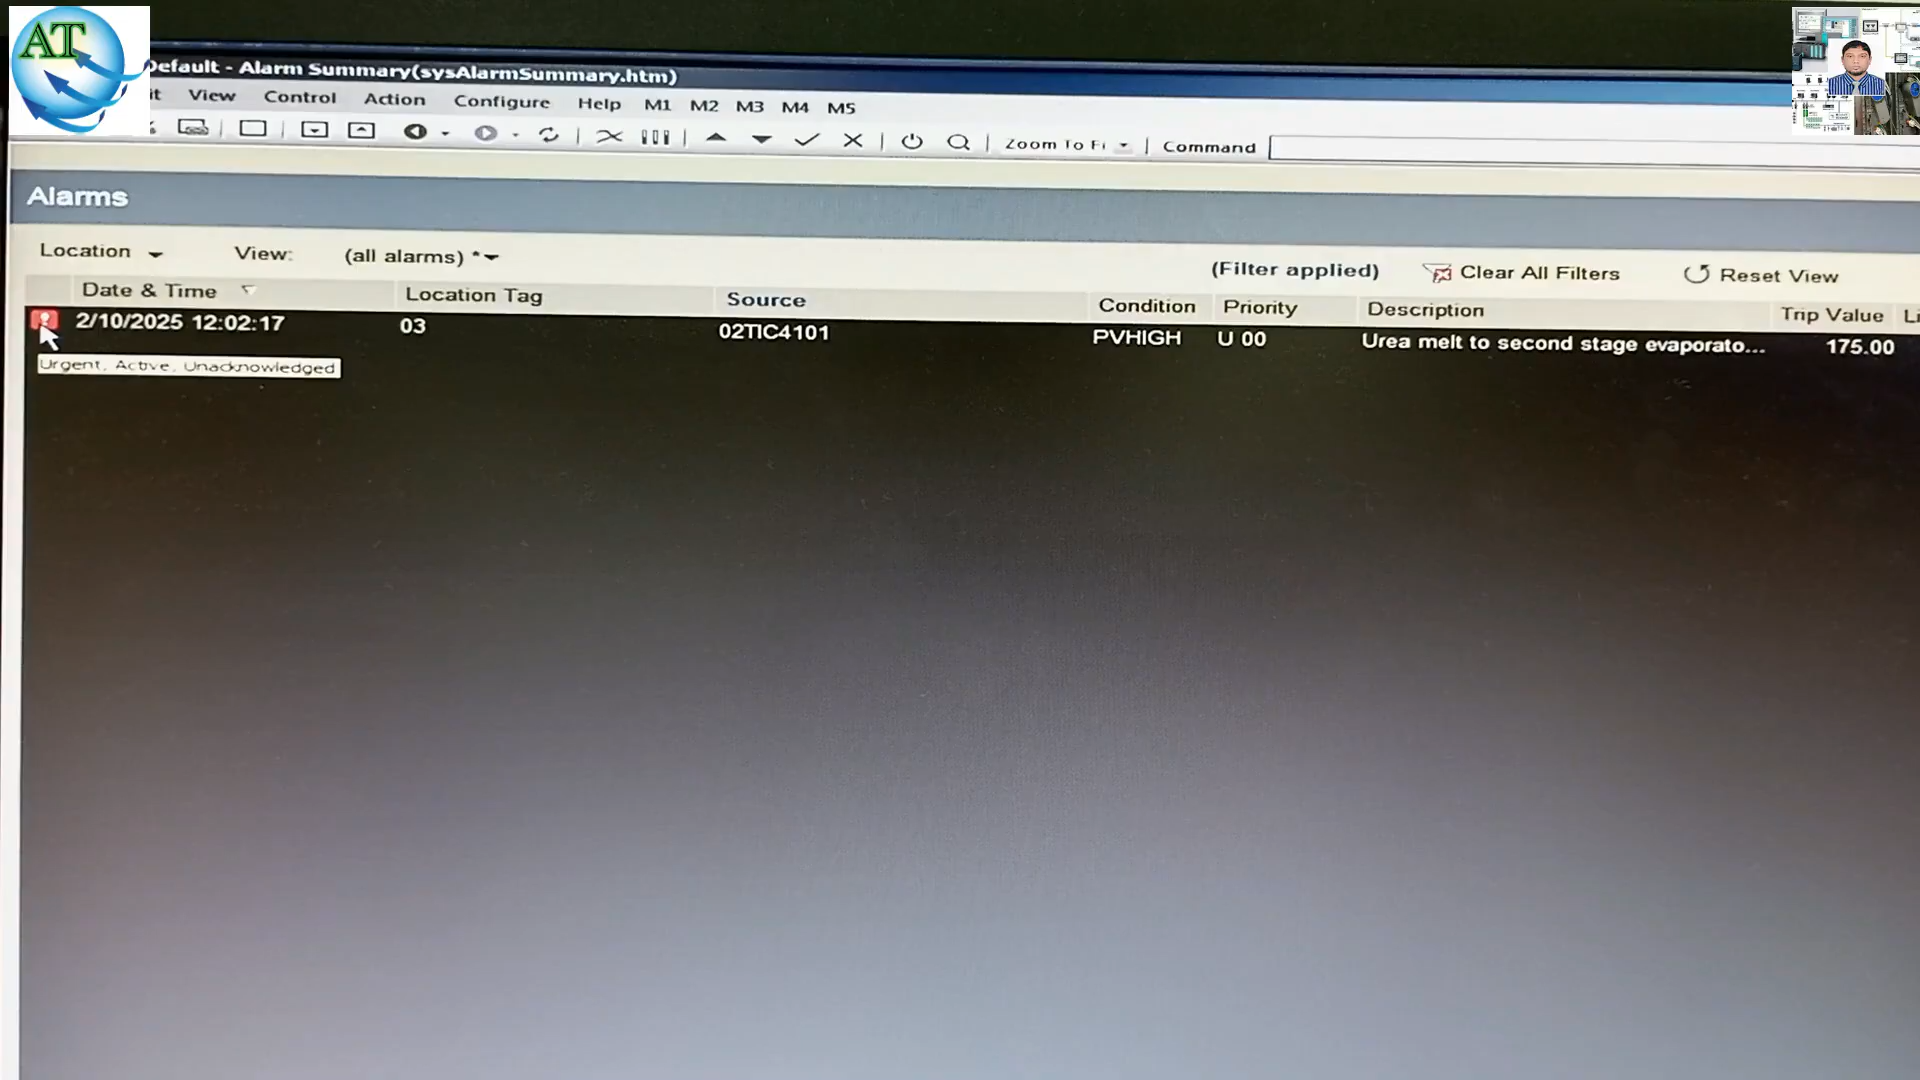 AT
Default - Alarm Summary(sysAlarmSummary.htm)
View Control Action Configure Help M1 M2 M3 M4 M5
Zoom To Fi Command
Alarms
Location View: (all alarms) * (Filter applied) Clear All Filters Reset View
Date & Time Location Tag Source Condition Priority Description Trip Value Li
2/10/2025 12:02:17 03 02TIC4101 PVHIGH U 00 Urea melt to second stage evaporato... 175.00
Urgent, Active, Unacknowledged